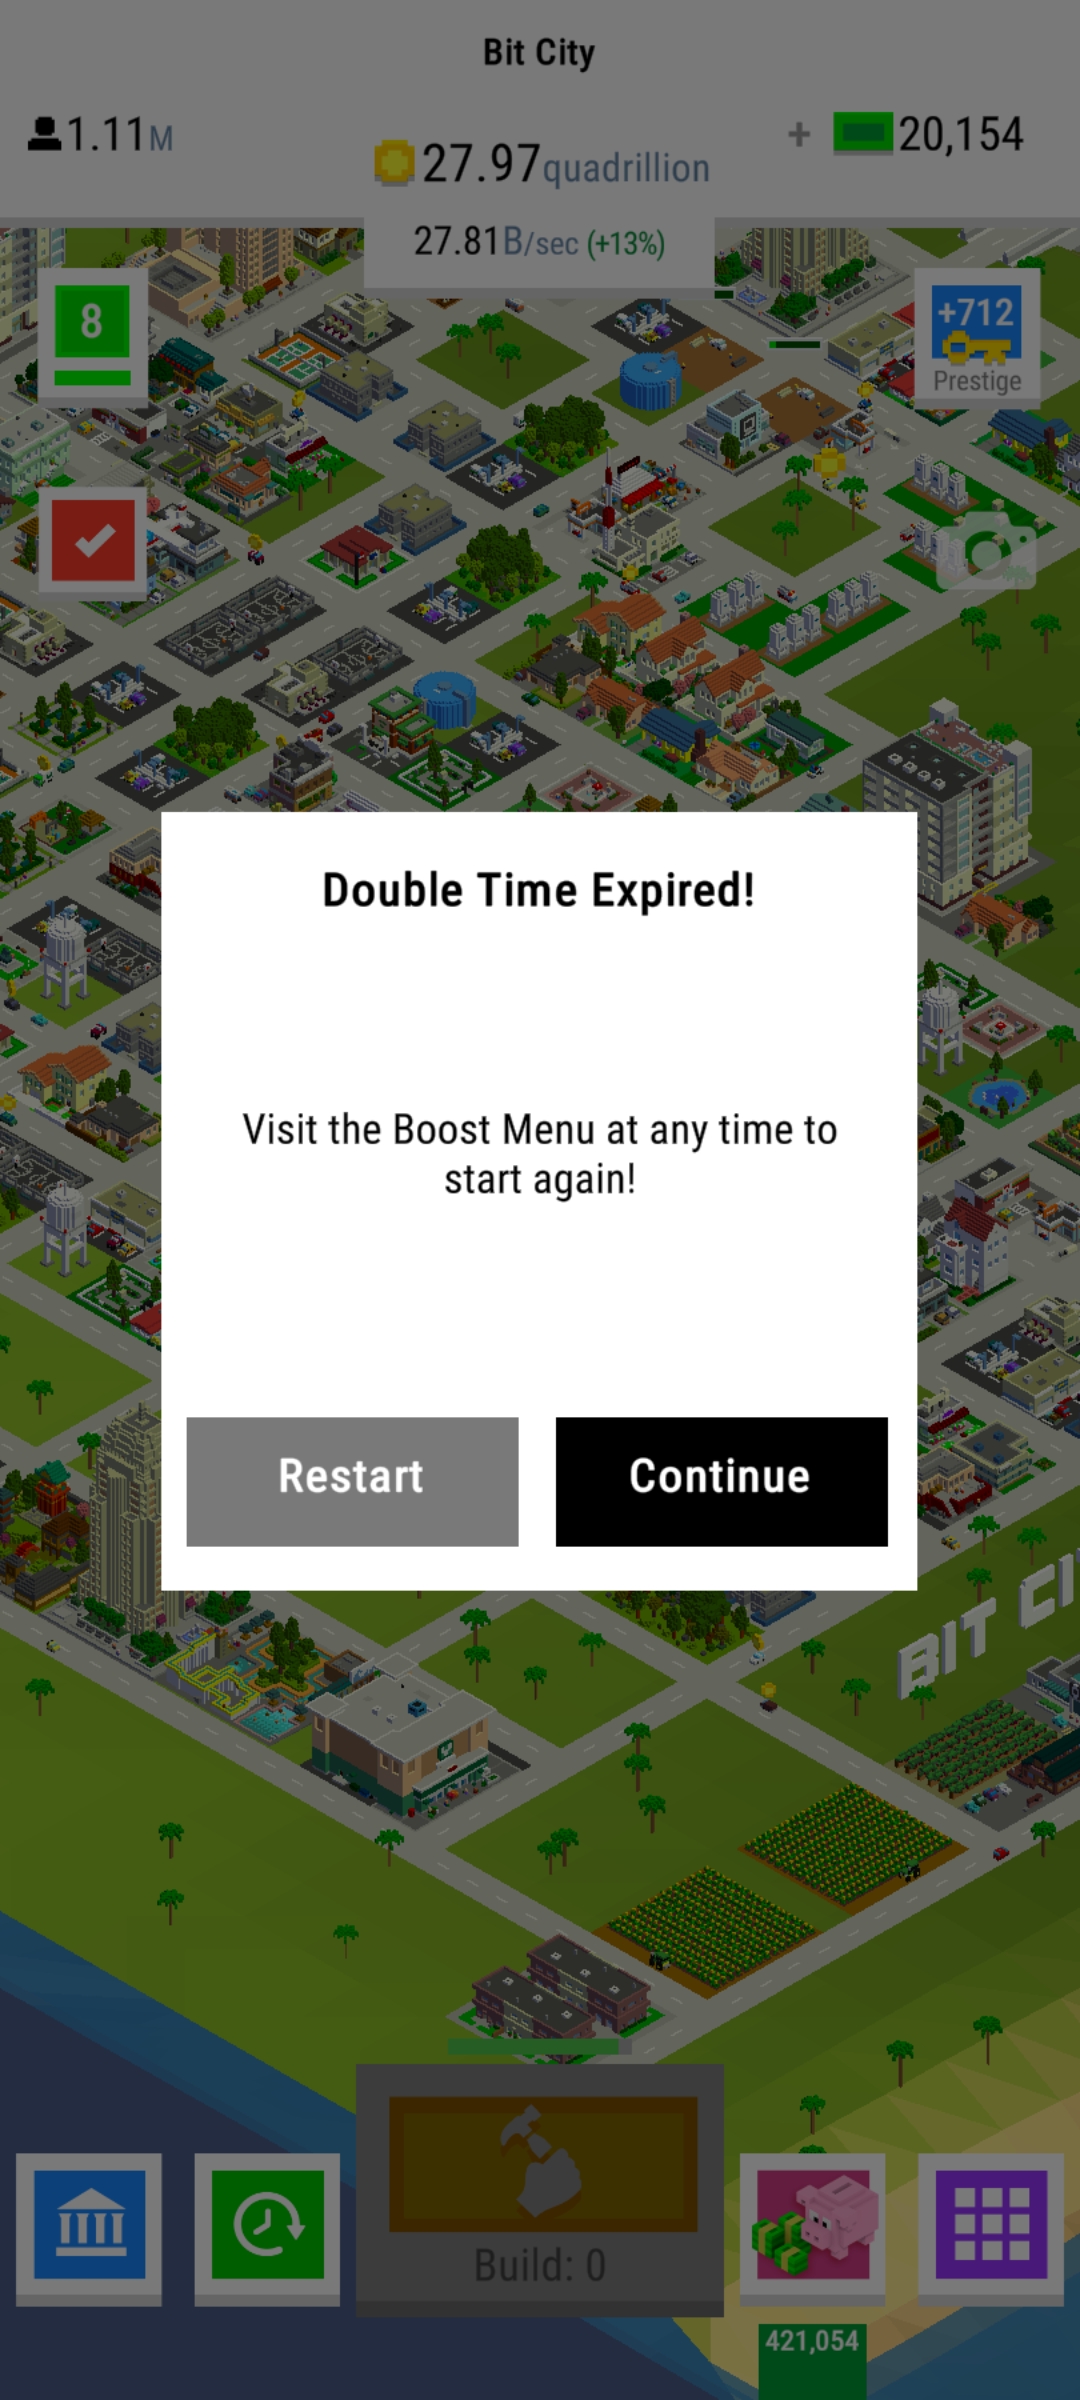 Bit City
1.11M
27.97quadrillion
+ 20,154
27.81B/sec (+13%)
8
+712
Prestige
Double Time Expired!
Visit the Boost Menu at any time to
start again!
Restart
Continue
BIT CI
Build: 0
421,054